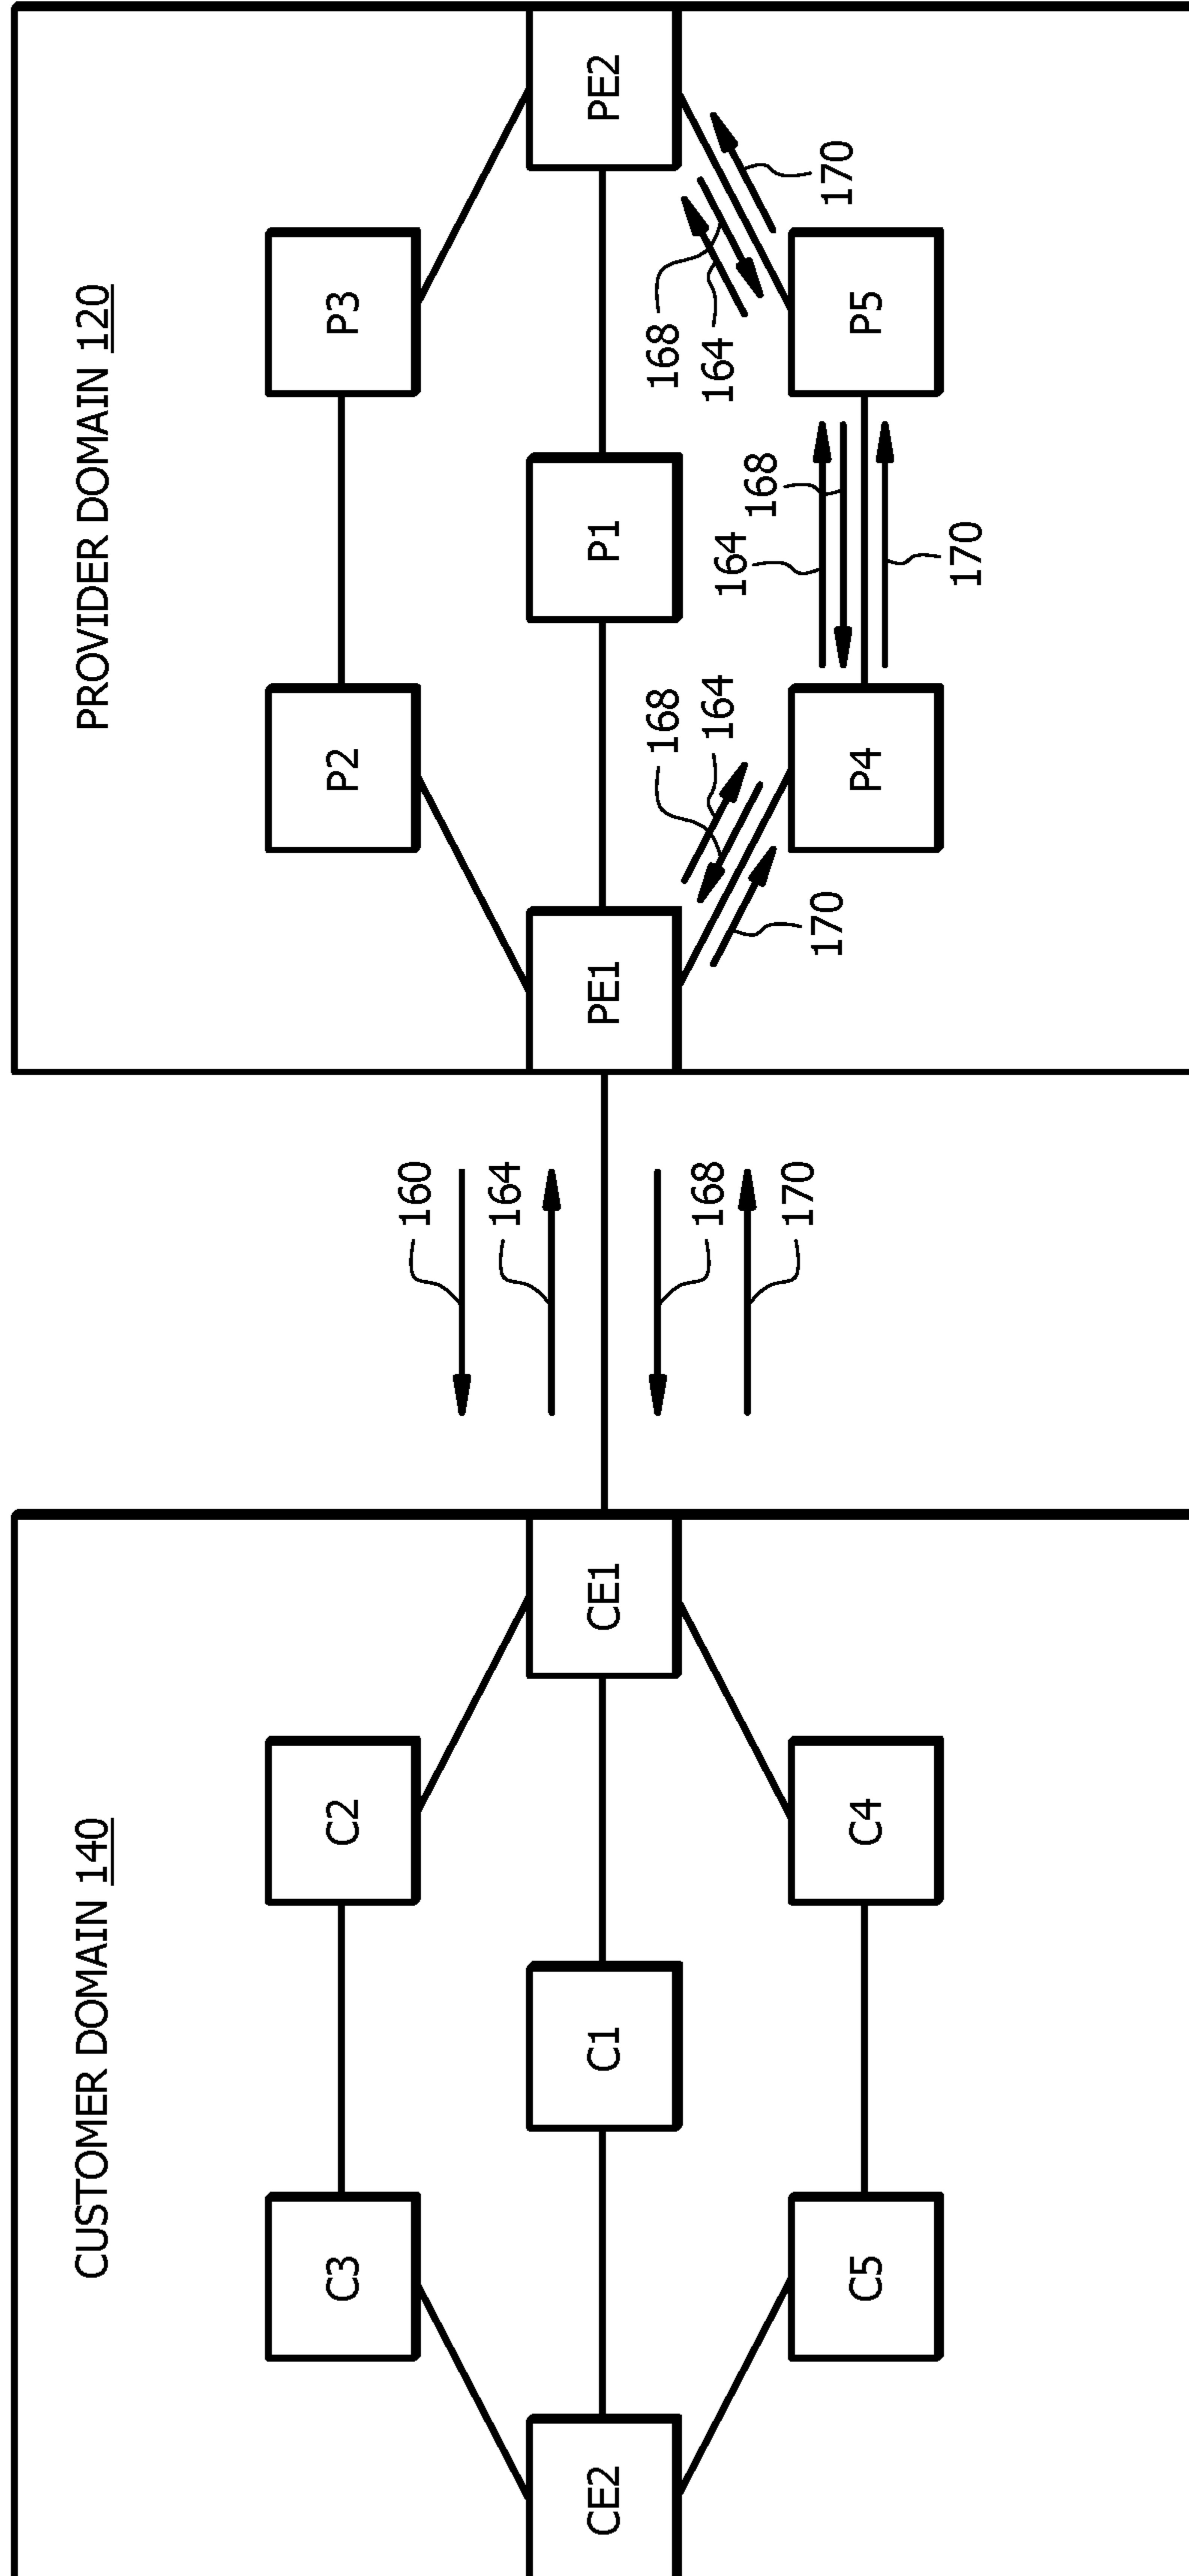 CUSTOMER DOMAIN 140
PROVIDER DOMAIN 120
C3
C2
P2
P3
160
164
CE2
C1
CE1
PE1
P1
PE2
168
168
168
164
164
164
168
170
170
170
C5
C4
P4
P5
170